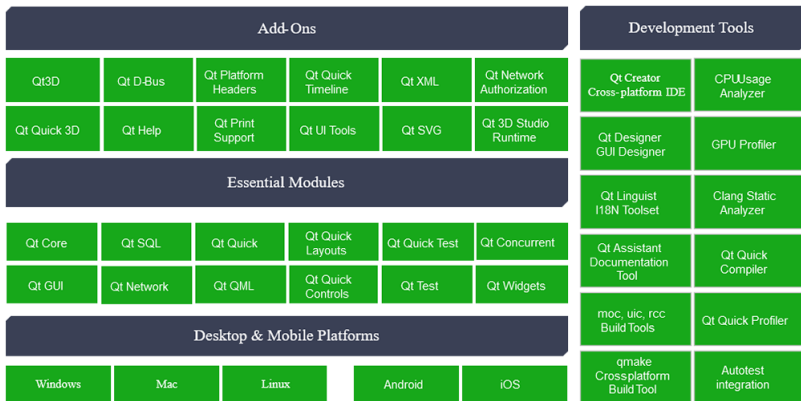 Add-Ons
Qt3D
Qt D-Bus
Qt Platform
Headers
Qt Quick
Timeline
Qt XML
Qt Network
Authorization
Qt Quick 3D
Qt Help
Qt Print
Support
Qt UI Tools
Qt SVG
Qt 3D Studio
Runtime
Essential Modules
Qt Core
Qt SQL
Qt Quick
Qt Quick
Layouts
Qt Quick Test
Qt Concurrent
Qt GUI
Qt Network
Qt QML
Qt Quick
Controls
Qt Test
Qt Widgets
Desktop & Mobile Platforms
Windows
Mac
Linux
Android
iOS
Development Tools
Qt Creator
Cross-platform IDE
CPUUsage
Analyzer
Qt Designer
GUI Designer
GPU Profiler
Qt Linguist
I18N Toolset
Clang Static
Analyzer
Qt Assistant
Documentation
Tool
Qt Quick
Compiler
moc, uic, rcc
Build Tools
Qt Quick Profiler
qmake
Crossplatform
Build Tool
Autotest
integration